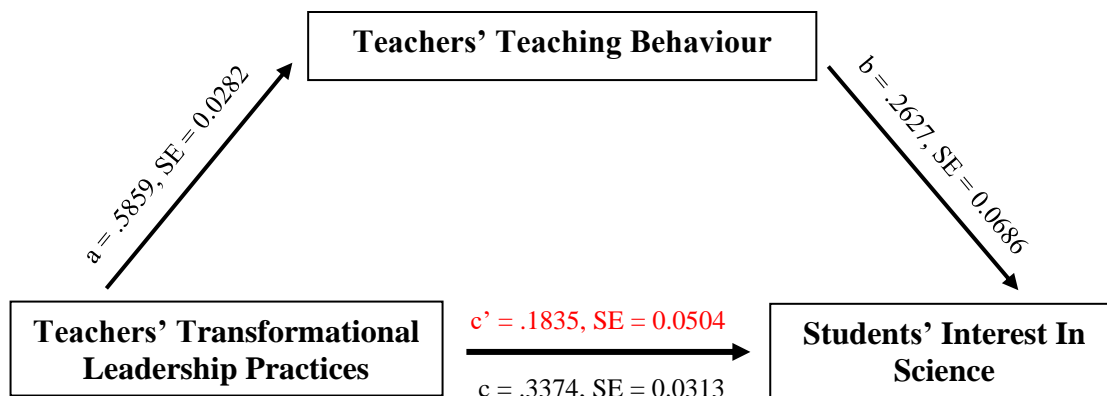 Teachers’ Teaching Behaviour
a = .5859, SE = 0.0282
b = .2627, SE = 0.0686
Teachers’ Transformational
Leadership Practices
c’ = .1835, SE = 0.0504
c = .3374, SE = 0.0313
Students’ Interest In
Science